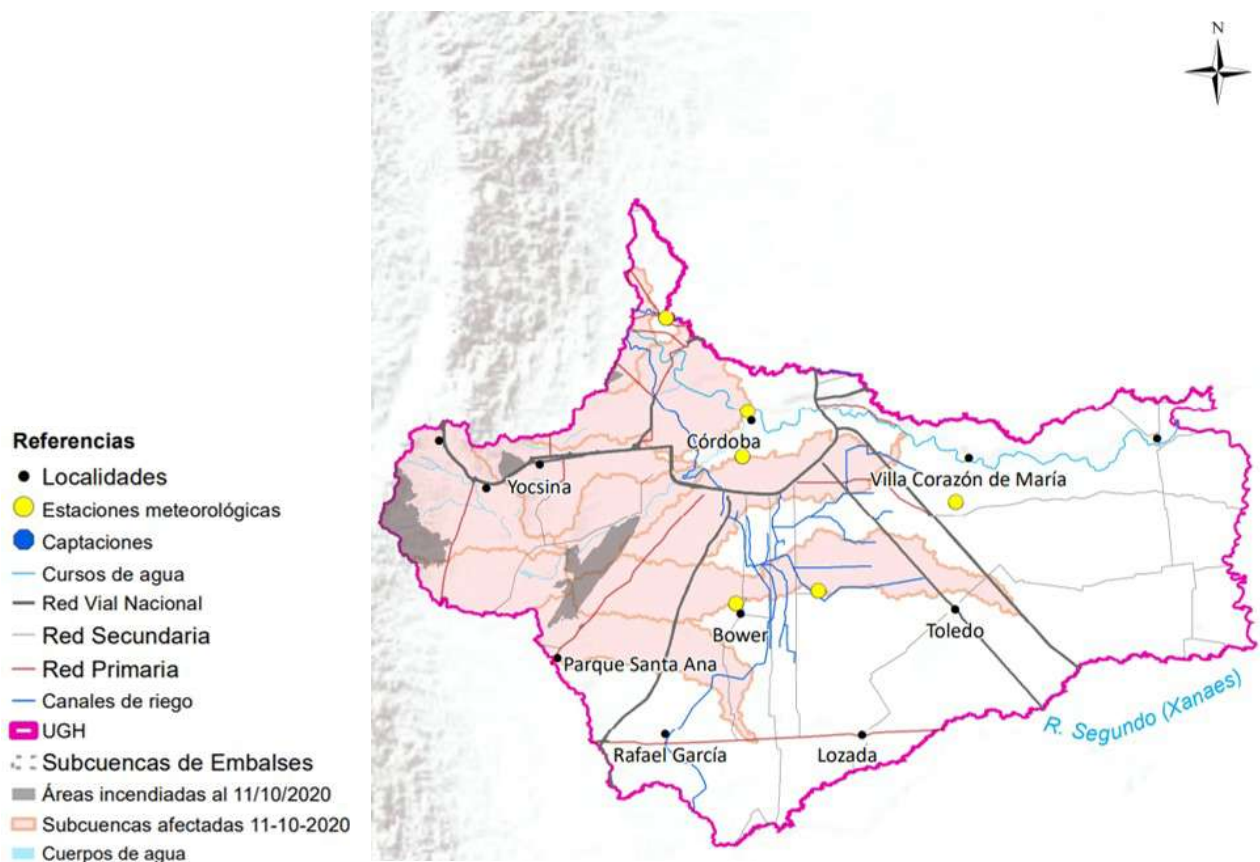 N
Referencias
Localidades
Estaciones meteorológicas
Captaciones
Cursos de agua
Red Vial Nacional
Red Secundaria
Red Primaria
Canales de riego
UGH
Subcuencas de Embalses
Áreas incendiadas al 11/10/2020
Subcuencas afectadas 11-10-2020
Cuerpos de agua
Córdoba
Yocsina
Villa Corazón de María
Bower
Toledo
Parque Santa Ana
R. Segundo (Xanaes)
Rafael García
Lozada